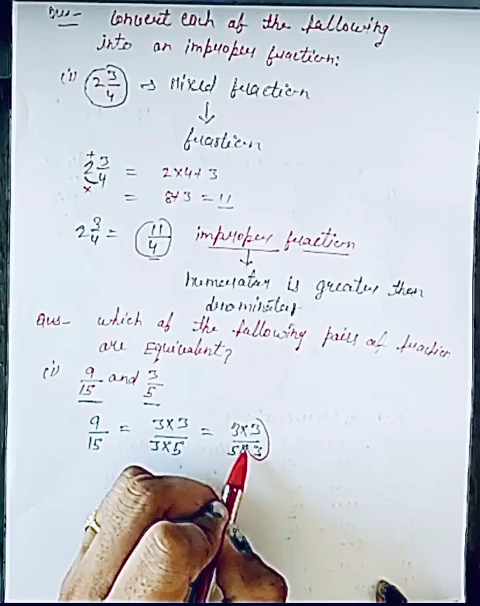 Ques- Convert each of the following
into an improper fraction:
(i) 2 3/4 → Mixed fraction
↓
fraction
2 3/4 = 2×4+3
= 8+3 = 11
2 3/4 = 11/4 improper fraction
↓
numerator is greater then
denominator
Ques- which of the following pairs of fraction
are Equivalent?
(i) 9/15 and 3/5
9/15 = 3×3/3×5 = 3×3/5×3